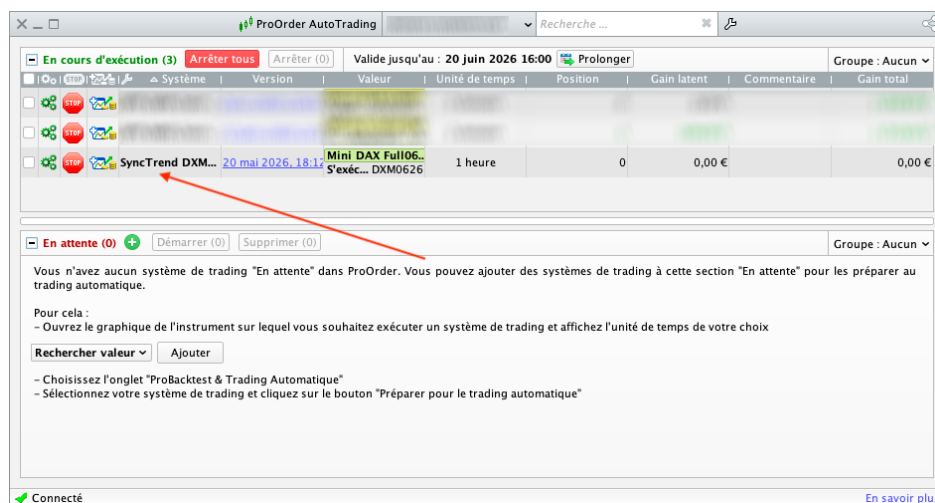 ProOrder AutoTrading
Recherche ...
En cours d'exécution (3) Arrêter tous Arrêter (0) Valide jusqu'au : 20 juin 2026 16:00 Prolonger Groupe : Aucun
STOP Système Version Valeur Unité de temps Position Gain latent Commentaire Gain total
STOP
STOP
STOP SyncTrend DXM... 20 mai 2026, 18:12 Mini DAX Full06.. 1 heure 0 0,00 € 0,00 €
S'exéc... DXM0626
En attente (0) Démarrer (0) Supprimer (0) Groupe : Aucun
Vous n'avez aucun système de trading "En attente" dans ProOrder. Vous pouvez ajouter des systèmes de trading à cette section "En attente" pour les préparer au
trading automatique.
Pour cela :
– Ouvrez le graphique de l'instrument sur lequel vous souhaitez exécuter un système de trading et affichez l'unité de temps de votre choix
Rechercher valeur Ajouter
– Choisissez l'onglet "ProBacktest & Trading Automatique"
– Sélectionnez votre système de trading et cliquez sur le bouton "Préparer pour le trading automatique"
Connecté En savoir plu